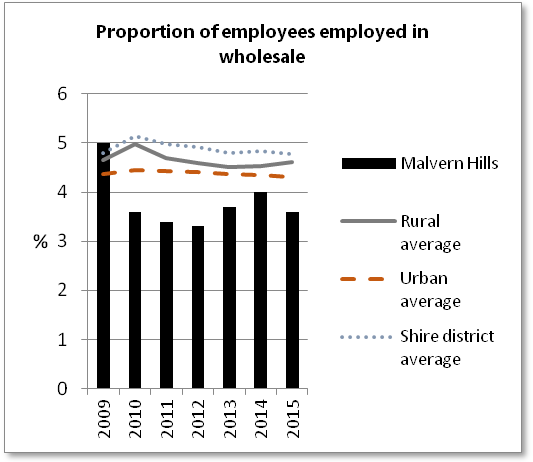 Proportion of employees employed in
wholesale
6
5
4
3
2
1
0
%
2009
2010
2011
2012
2013
2014
2015
Malvern Hills
Rural
average
Urban
average
Shire district
average